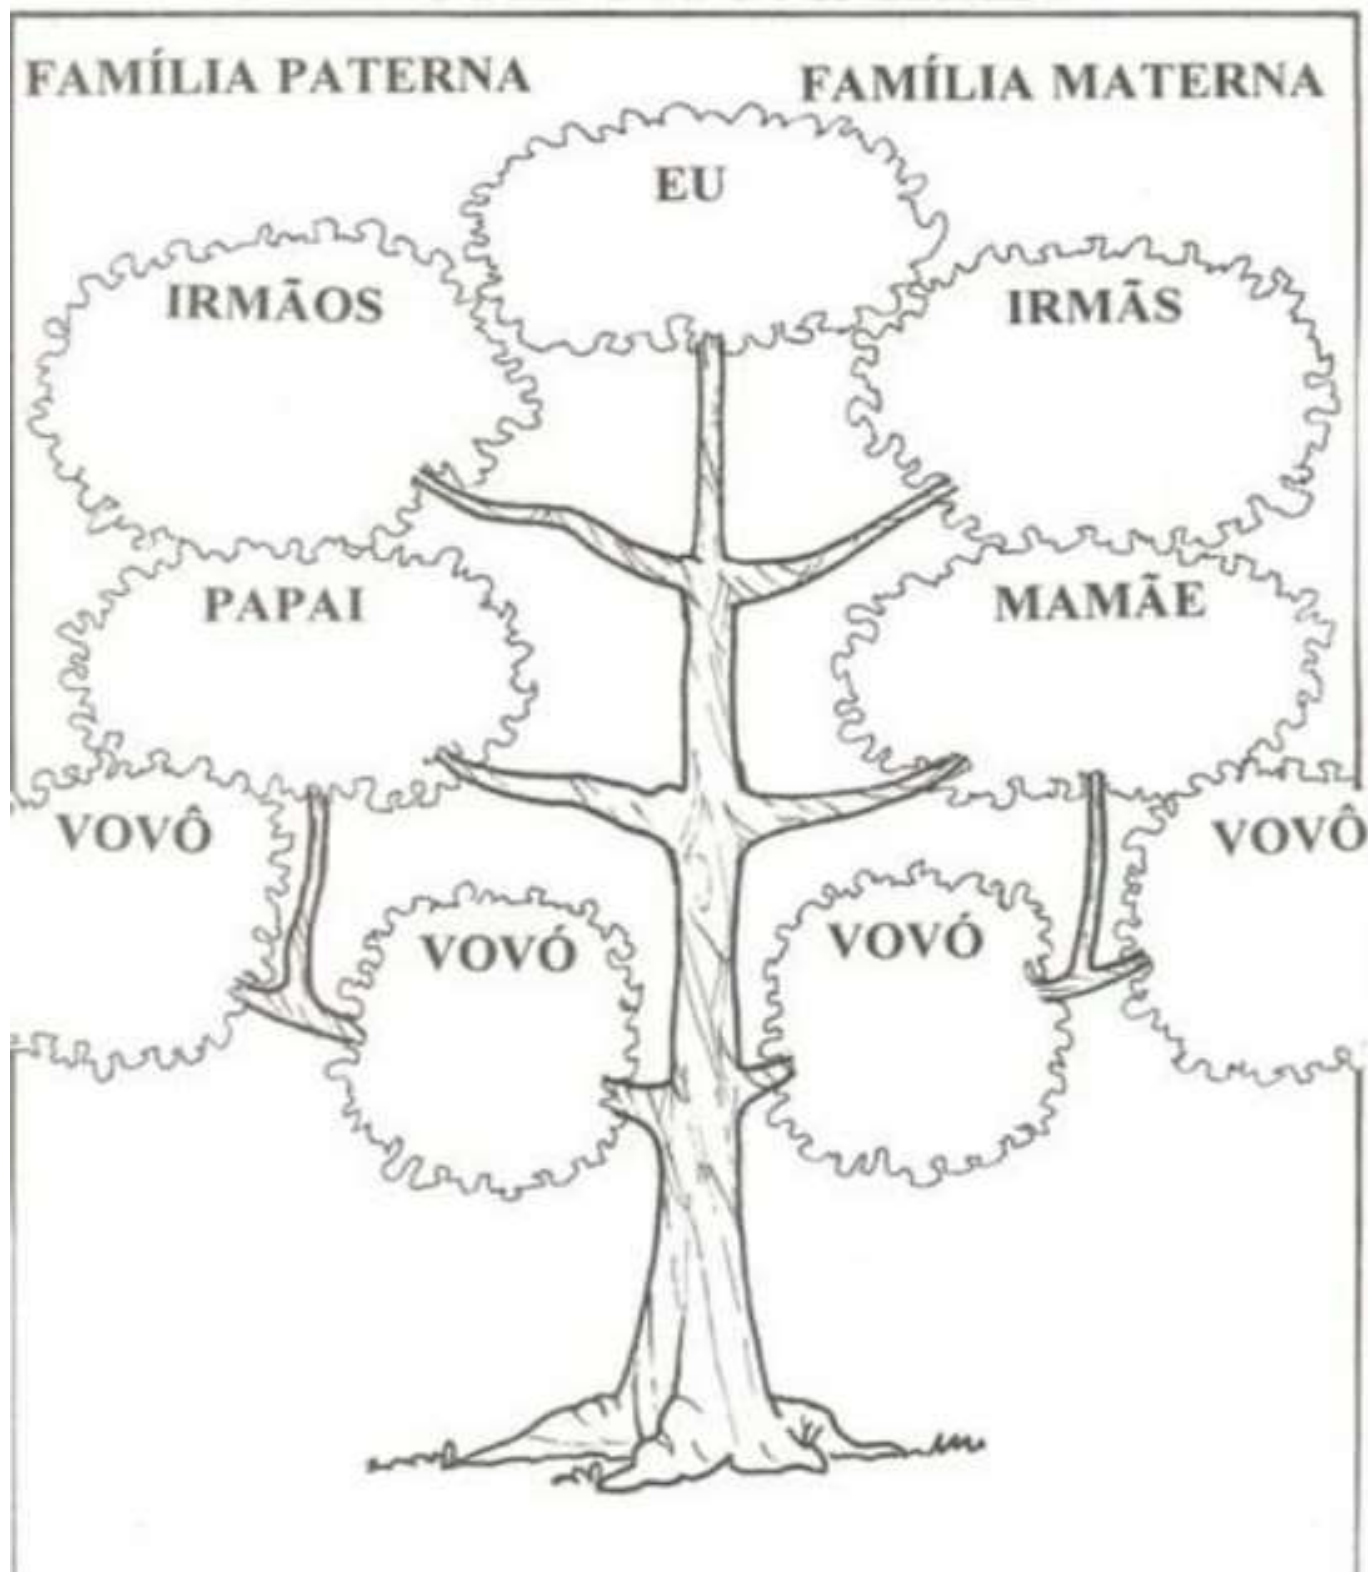 FAMÍLIA PATERNA
FAMÍLIA MATERNA
EU
IRMÃOS
IRMÃS
PAPAI
MAMÃE
VOVÔ
VOVÔ
VOVÓ
VOVÓ